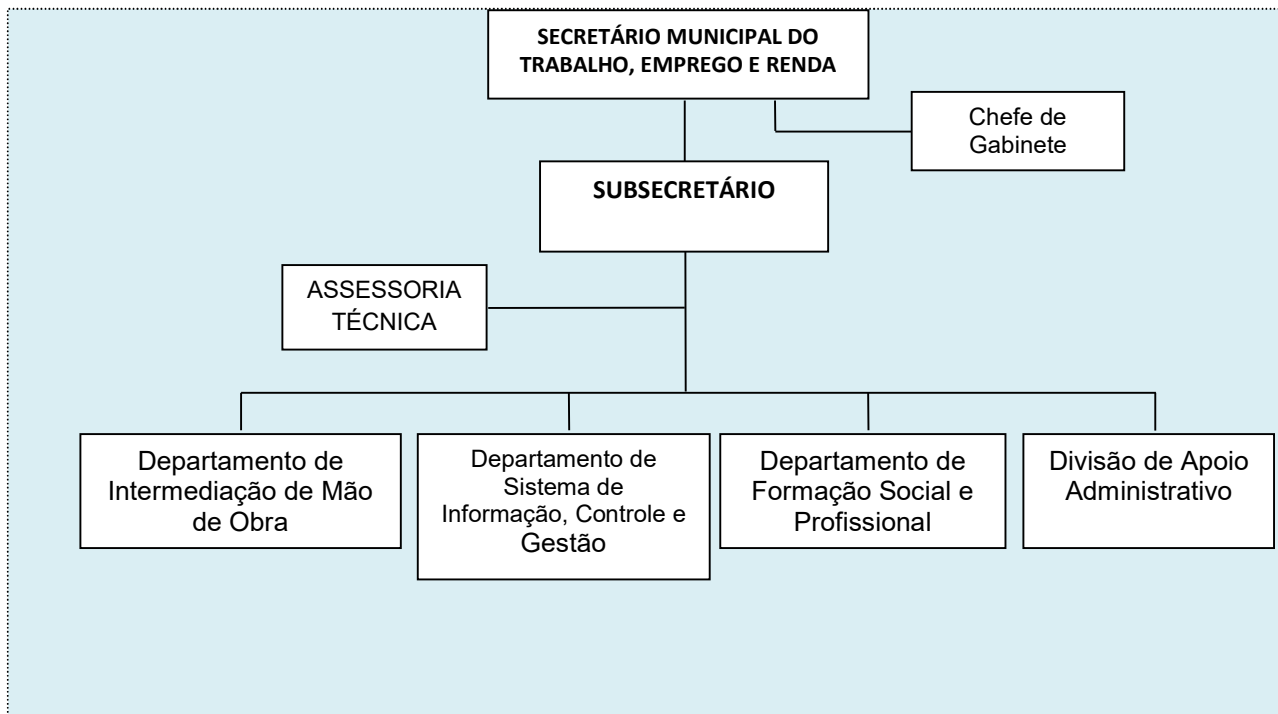 SECRETÁRIO MUNICIPAL DO
TRABALHO, EMPREGO E RENDA
Chefe de
Gabinete
SUBSECRETÁRIO
ASSESSORIA
TÉCNICA
Departamento de
Intermediação de Mão
de Obra
Departamento de
Sistema de
Informação, Controle e
Gestão
Departamento de
Formação Social e
Profissional
Divisão de Apoio
Administrativo